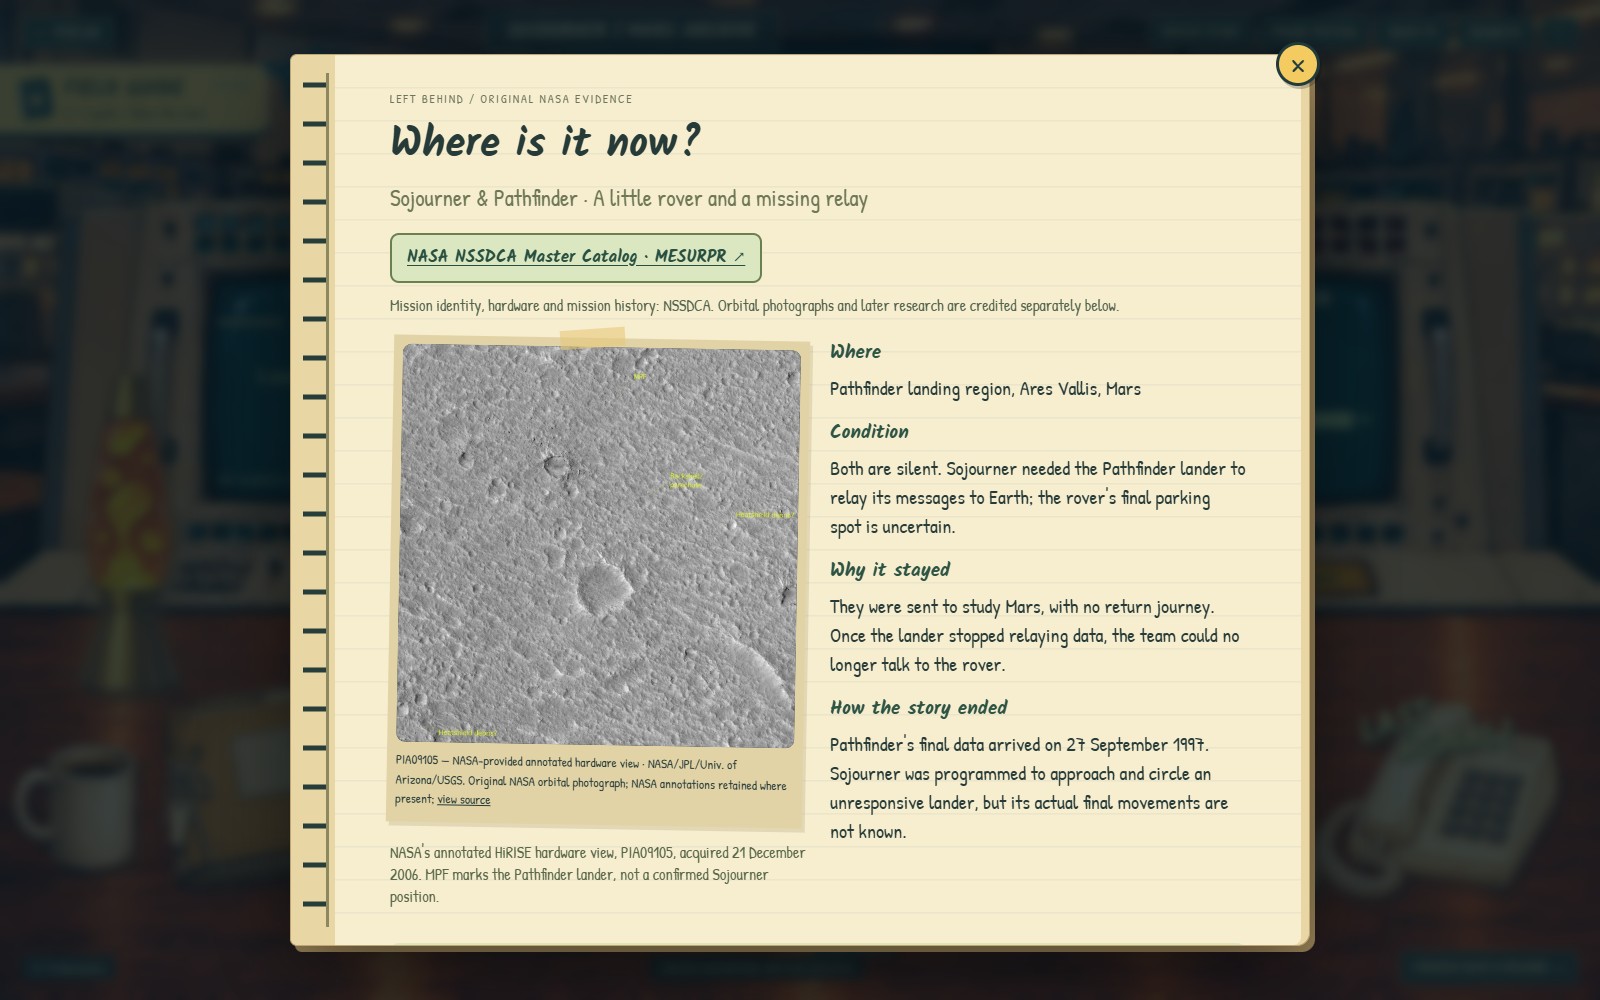 LEFT BEHIND / ORIGINAL NASA EVIDENCE
Where is it now?
Sojourner & Pathfinder · A little rover and a missing relay
NASA NSSDCA Master Catalog · MESURPR ↗
Mission identity, hardware and mission history: NSSDCA. Orbital photographs and later research are credited separately below.
MPF
PIA09105 — NASA-provided annotated hardware view · NASA/JPL/Univ. of
Arizona/USGS. Original NASA orbital photograph; NASA annotations retained where
present; view source
NASA's annotated HiRISE hardware view, PIA09105, acquired 21 December
2006. MPF marks the Pathfinder lander, not a confirmed Sojourner
position.
Where
Pathfinder landing region, Ares Vallis, Mars
Condition
Both are silent. Sojourner needed the Pathfinder lander to
relay its messages to Earth; the rover's final parking
spot is uncertain.
Why it stayed
They were sent to study Mars, with no return journey.
Once the lander stopped relaying data, the team could no
longer talk to the rover.
How the story ended
Pathfinder's final data arrived on 27 September 1997.
Sojourner was programmed to approach and circle an
unresponsive lander, but its actual final movements are
not known.